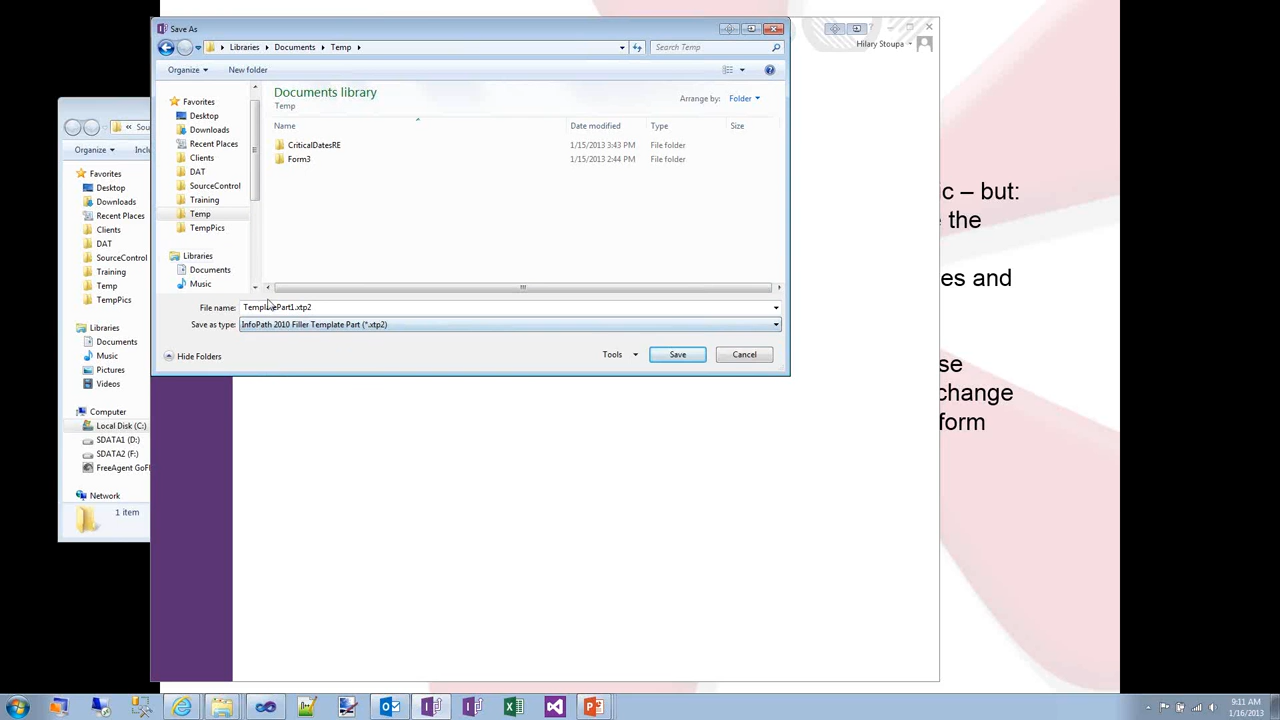 Save As
Hilary Stoupa
Libraries
Documents
Temp
Search Temp
Organize
New folder
Documents library
Temp
Arrange by: Folder
Name
Date modified
Type
Size
CriticalDatesRE
1/15/2013 3:43 PM
File folder
Form3
1/15/2013 2:44 PM
File folder
Favorites
Desktop
Downloads
Recent Places
Clients
DAT
SourceControl
Training
Temp
TempPics
Libraries
Documents
Music
File name:
TemplatePart1.xtp2
Save as type:
InfoPath 2010 Filler Template Part (*.xtp2)
Hide Folders
Tools
Save
Cancel
« Sou
Organize
Inclu
Favorites
Desktop
Downloads
Recent Places
Clients
DAT
SourceControl
Training
Temp
TempPics
Libraries
Documents
Music
Pictures
Videos
Computer
Local Disk (C:)
SDATA1 (D:)
SDATA2 (F:)
FreeAgent GoFl
Network
1 item
c – but:
the
es and
se
change
form
9:11 AM
1/16/2013